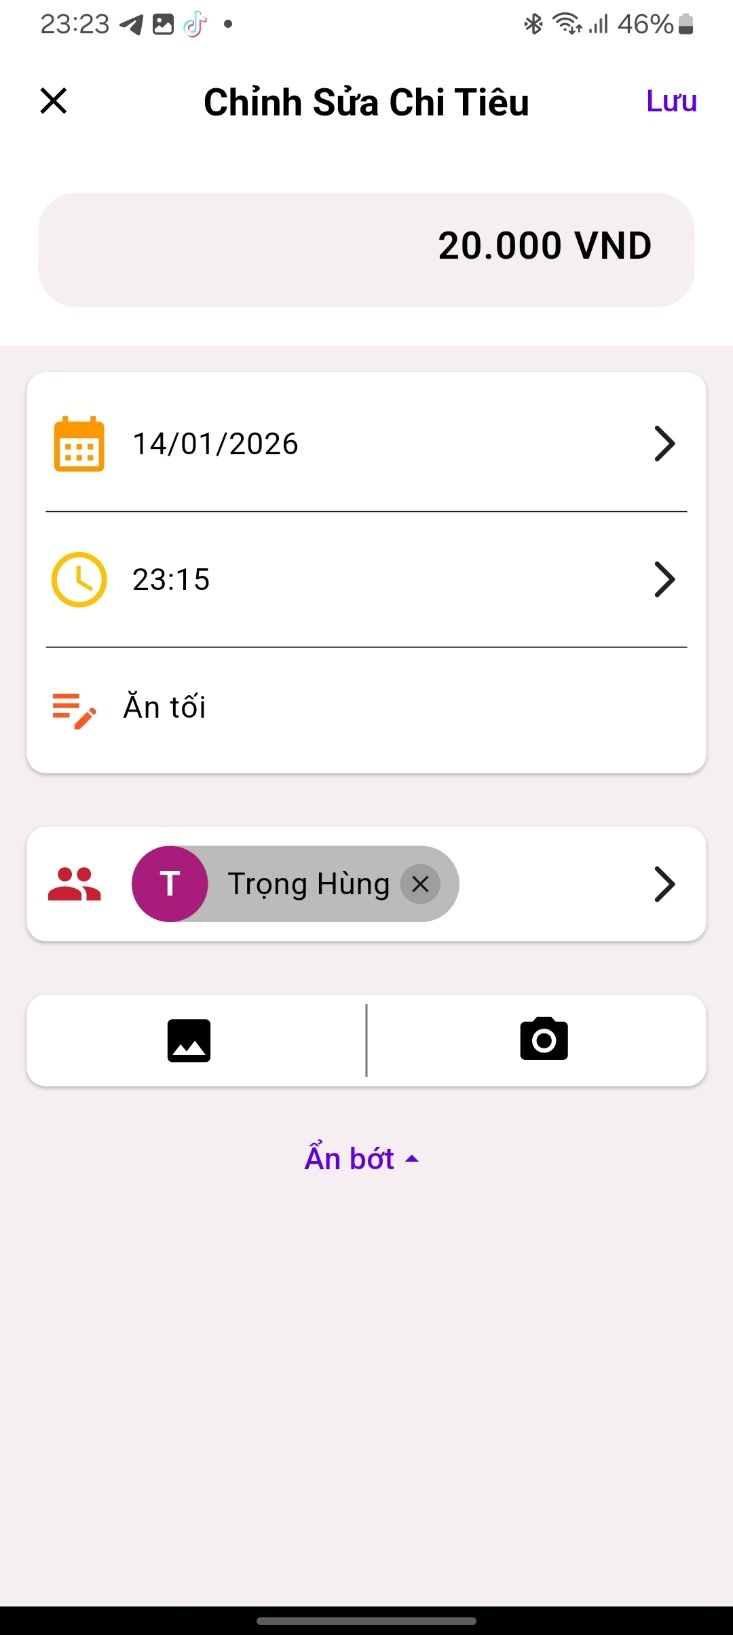 23:23
46%
Chỉnh Sửa Chi Tiêu
Lưu
20.000 VND
14/01/2026
23:15
Ăn tối
T
Trọng Hùng
Ẩn bớt